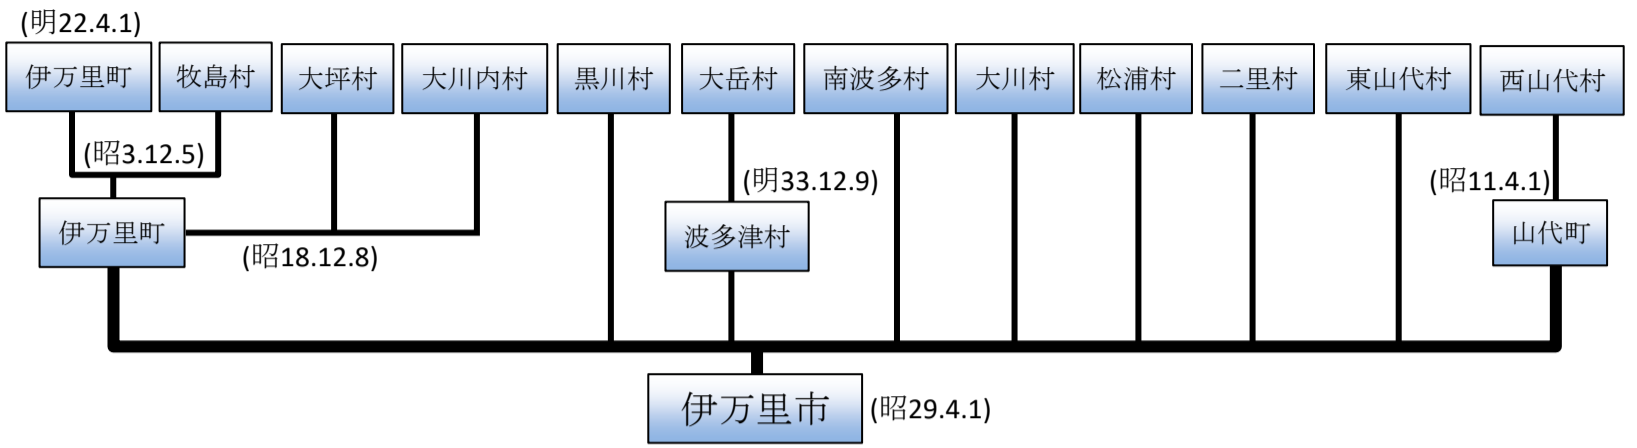 (明22.4.1)
伊万里町
牧島村
大坪村
大川内村
黒川村
大岳村
南波多村
大川村
松浦村
二里村
東山代村
西山代村
(昭3.12.5)
(明33.12.9)
(昭11.4.1)
伊万里町
(昭18.12.8)
波多津村
山代町
伊万里市
(昭29.4.1)